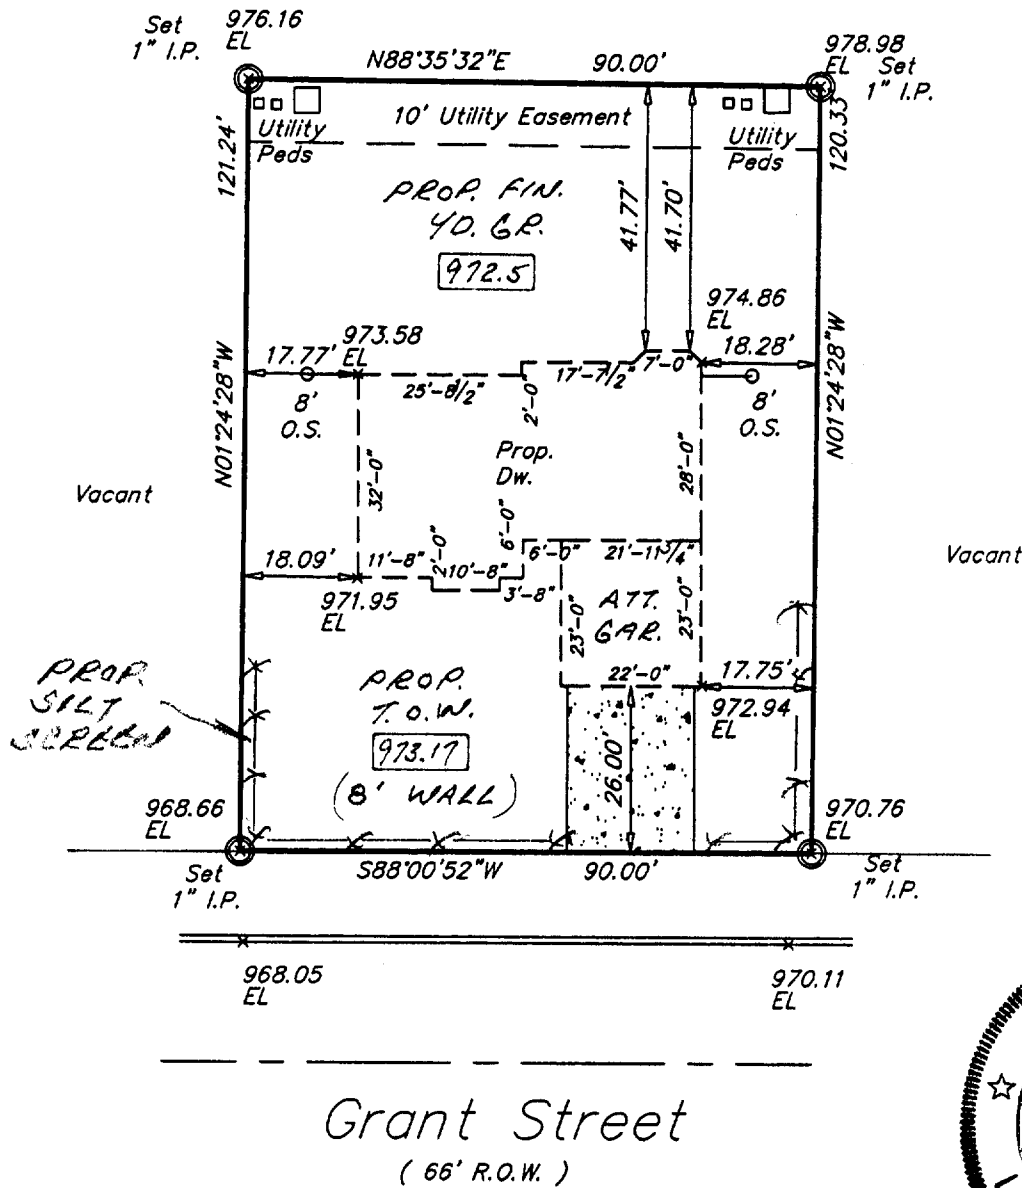 Set
1" I.P.
976.16
EL
N88°35'32"E
90.00'
978.98
EL
Set
1" I.P.
121.24'
Utility
Peds
10' Utility Easement
Utility
Peds
120.33
PROP. FIN.
YD. GR.
972.5
41.77'
41.70'
974.86
EL
973.58
EL
17.77'
18.28'
25'-8 1/2"
17'-7 1/2"
7'-0"
2'-0"
8'
O.S.
8'
O.S.
N01°24'28"W
N01°24'28"W
Prop.
Dw.
32'-0"
28'-0"
Vacant
Vacant
6'-0"
6'-0"
21'-11 3/4"
18.09'
11'-8"
2'-0"
10'-8"
3'-8"
971.95
EL
ATT.
GAR.
23'-0"
23'-0"
22'-0"
17.75'
972.94
EL
PROP.
SILT
SCREEN
PROP.
T.O.W.
973.17
(8' WALL)
26.00'
968.66
EL
970.76
EL
Set
1" I.P.
S88°00'52"W
90.00'
Set
1" I.P.
968.05
EL
970.11
EL
Grant Street
( 66' R.O.W. )